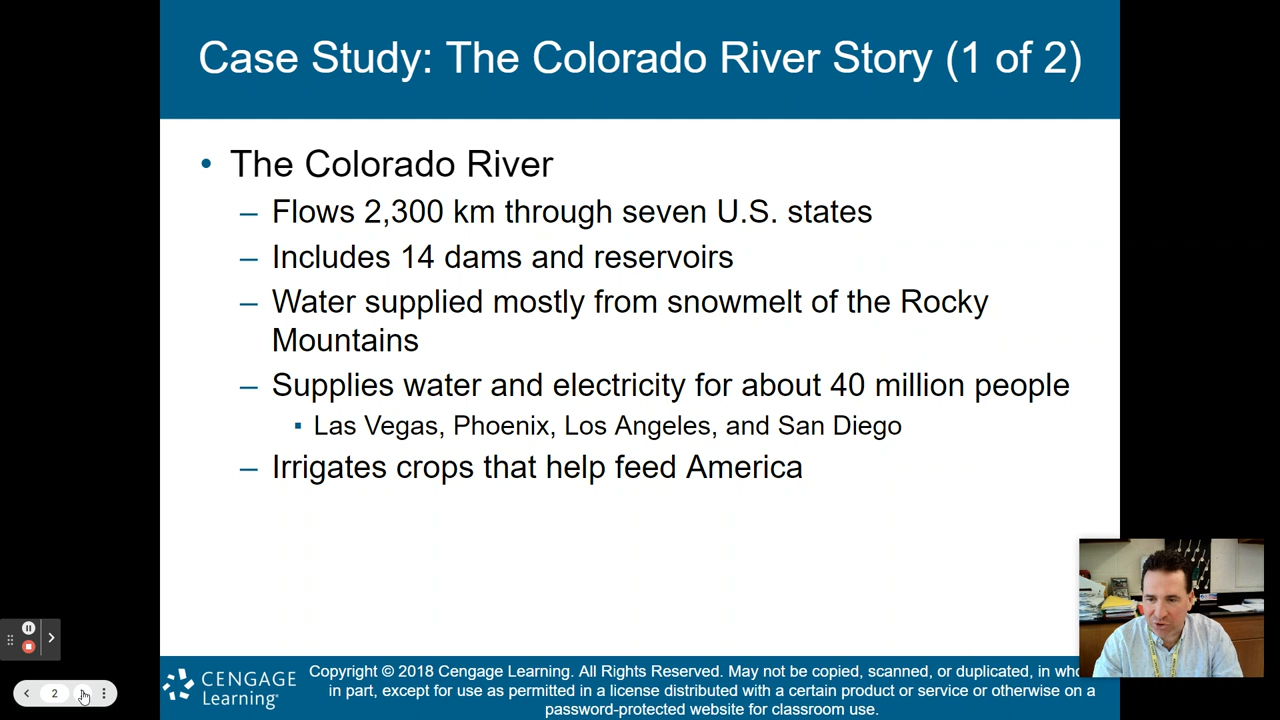 Case Study: The Colorado River Story (1 of 2)
• The Colorado River
– Flows 2,300 km through seven U.S. states
– Includes 14 dams and reservoirs
– Water supplied mostly from snowmelt of the Rocky
Mountains
– Supplies water and electricity for about 40 million people
▪ Las Vegas, Phoenix, Los Angeles, and San Diego
– Irrigates crops that help feed America
CENGAGE
Learning
Copyright © 2018 Cengage Learning. All Rights Reserved. May not be copied, scanned, or duplicated, in
in part, except for use as permitted in a license distributed with a certain product or service or otherwise on a
password-protected website for classroom use.
2